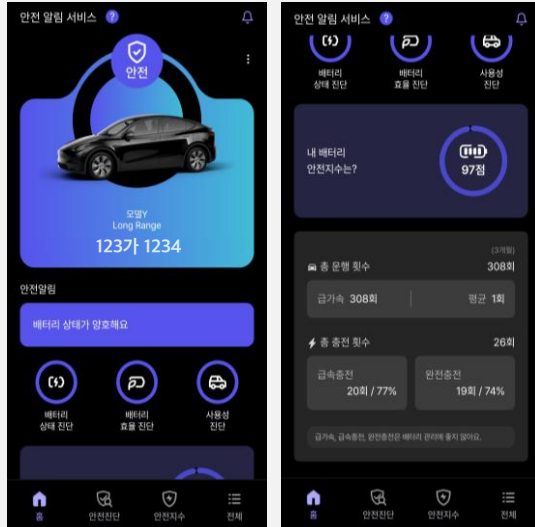 안전 알림 서비스 ?
안전
모델Y
Long Range
123가 1234
안전알림
배터리 상태가 양호해요
배터리
상태 진단
배터리
효율 진단
사용성
진단
홈
안전진단
안전지수
전체
안전 알림 서비스 ?
배터리
상태 진단
배터리
효율 진단
사용성
진단
내 배터리
안전지수는?
97점
(3개월)
총 운행 횟수
308회
급가속 308회
평균 1회
총 충전 횟수
26회
급속충전
20회 / 77%
완전충전
19회 / 74%
급가속, 급속충전, 완전충전은 배터리 관리에 좋지 않아요.
홈
안전진단
안전지수
전체